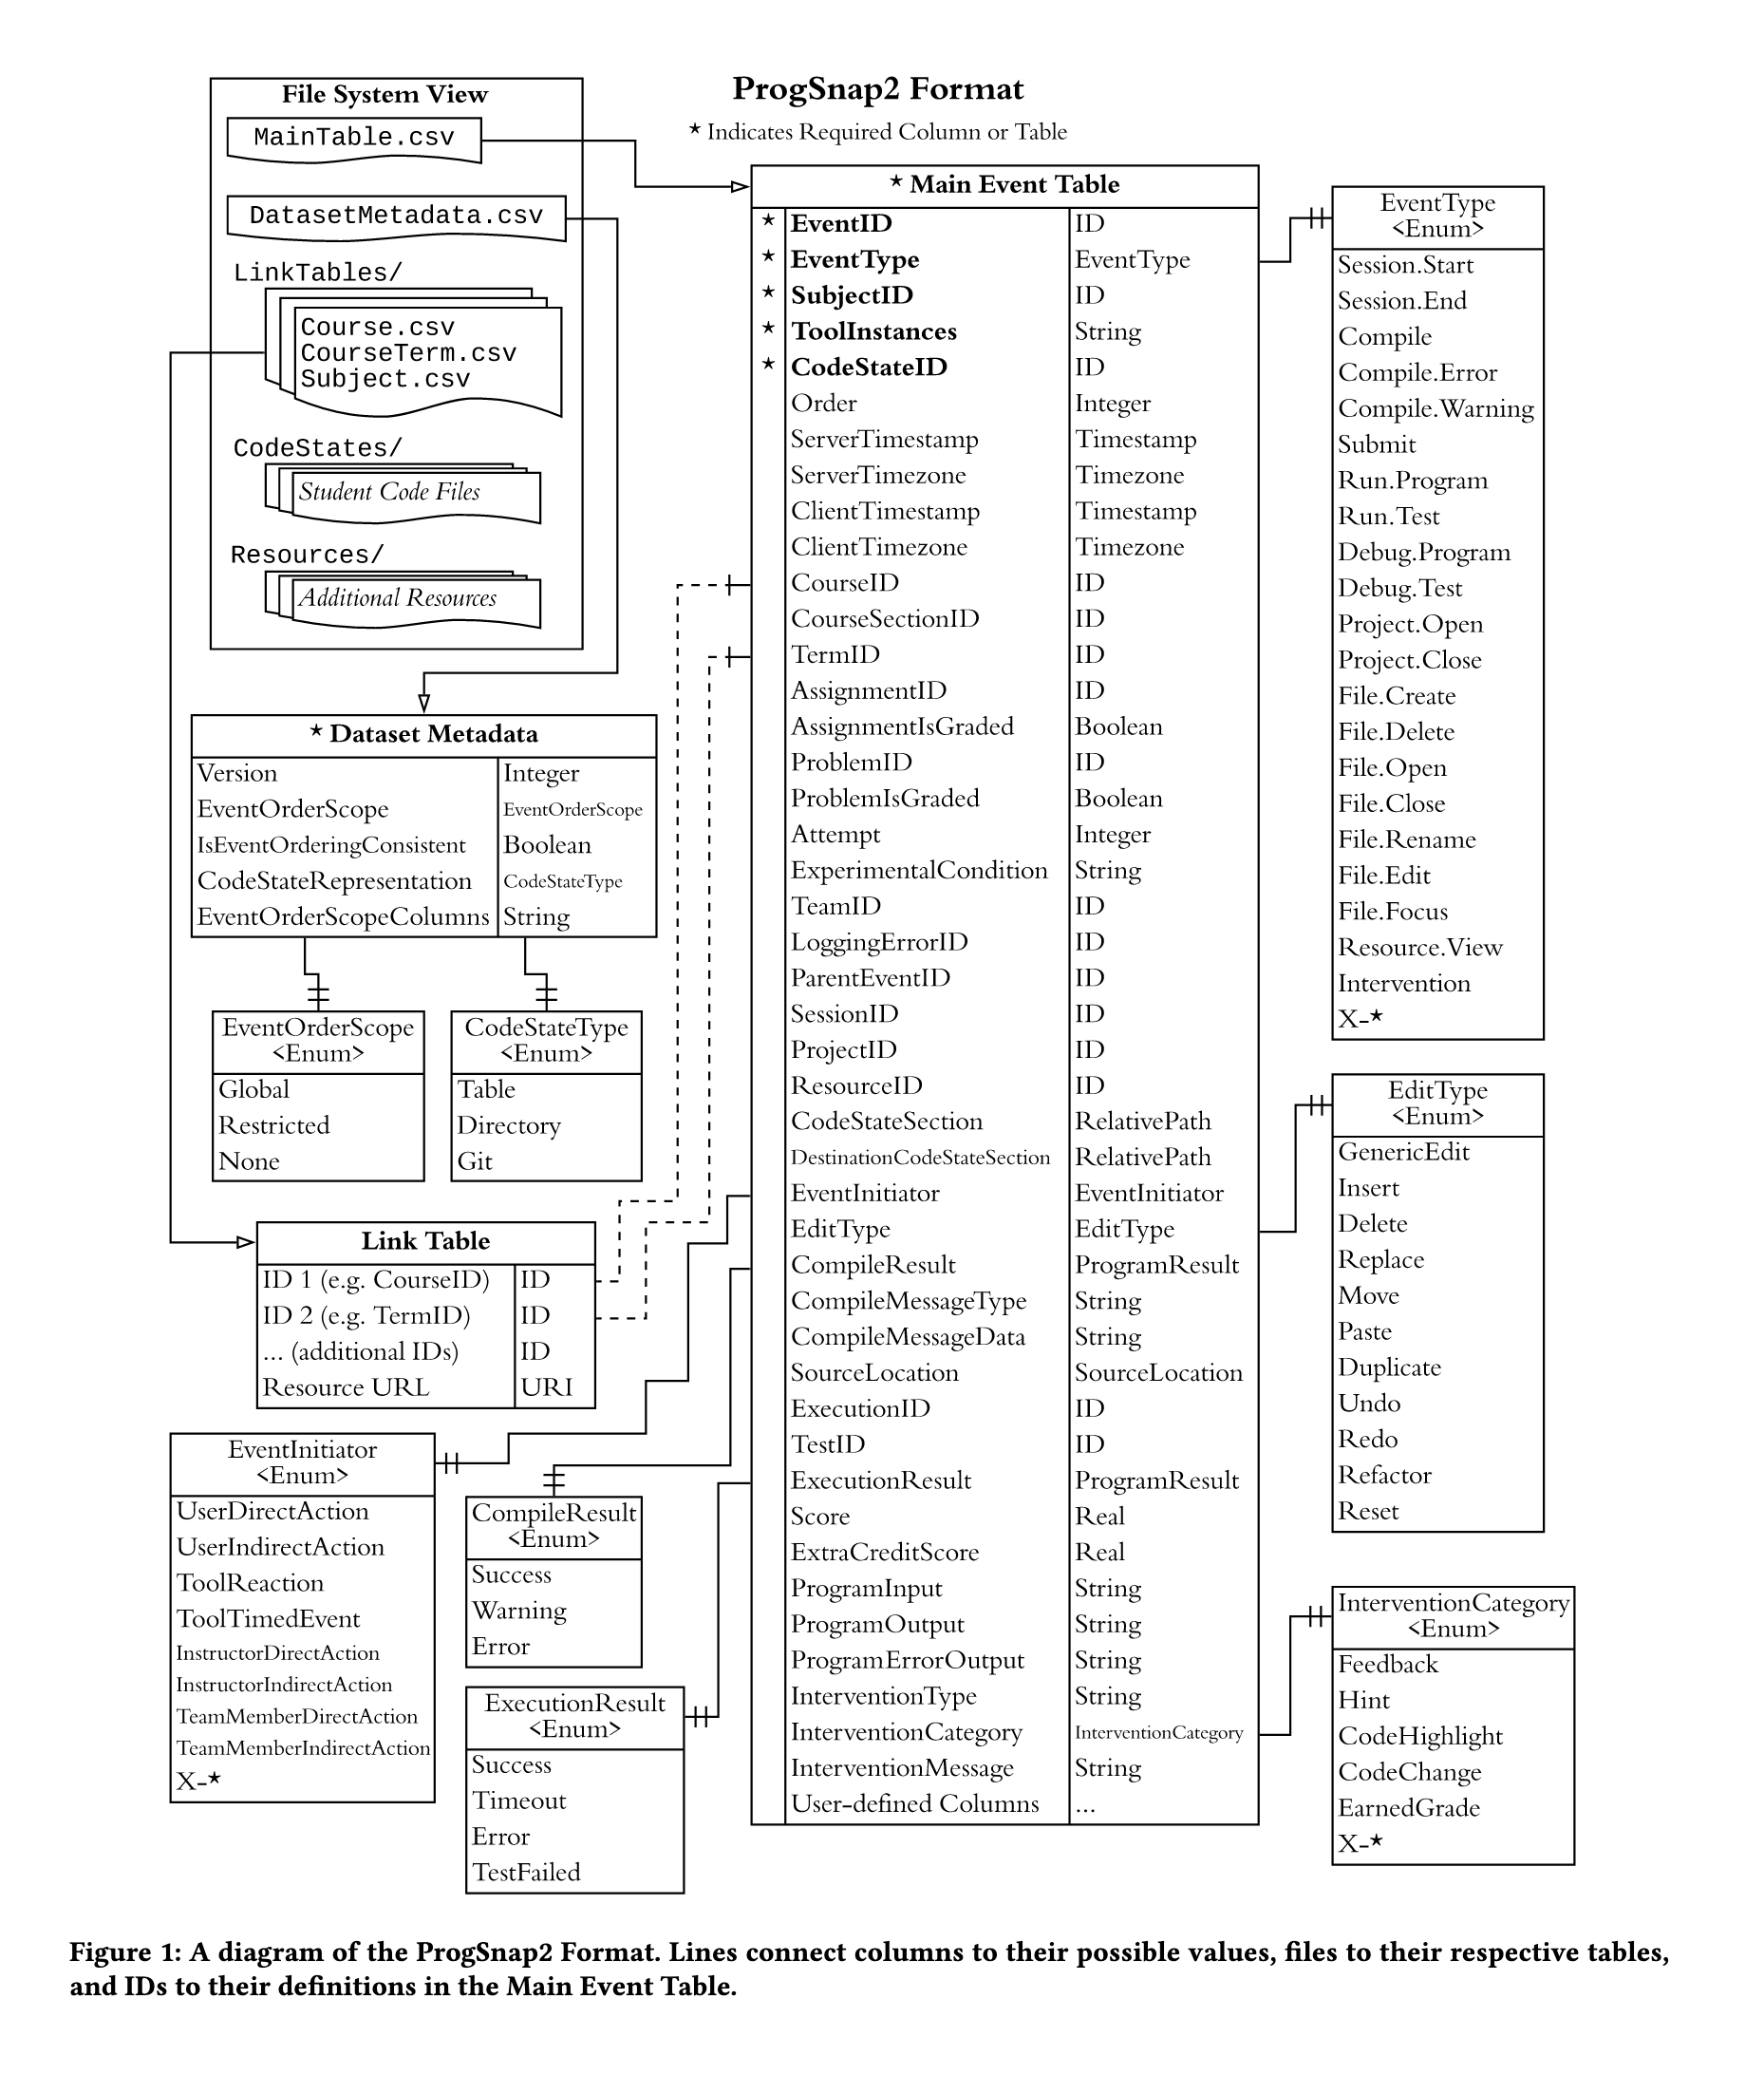 ProgSnap2 Format
★ Indicates Required Column or Table
File System View
MainTable.csv
DatasetMetadata.csv
LinkTables/
Course.csv
CourseTerm.csv
Subject.csv
CodeStates/
Student Code Files
Resources/
Additional Resources
★ Dataset Metadata
Version Integer
EventOrderScope EventOrderScope
IsEventOrderingConsistent Boolean
CodeStateRepresentation CodeStateType
EventOrderScopeColumns String
EventOrderScope
<Enum>
Global
Restricted
None
CodeStateType
<Enum>
Table
Directory
Git
Link Table
ID 1 (e.g. CourseID) ID
ID 2 (e.g. TermID) ID
... (additional IDs) ID
Resource URL URI
EventInitiator
<Enum>
UserDirectAction
UserIndirectAction
ToolReaction
ToolTimedEvent
InstructorDirectAction
InstructorIndirectAction
TeamMemberDirectAction
TeamMemberIndirectAction
X-★
CompileResult
<Enum>
Success
Warning
Error
ExecutionResult
<Enum>
Success
Timeout
Error
TestFailed
★ Main Event Table
★ EventID ID
★ EventType EventType
★ SubjectID ID
★ ToolInstances String
★ CodeStateID ID
Order Integer
ServerTimestamp Timestamp
ServerTimezone Timezone
ClientTimestamp Timestamp
ClientTimezone Timezone
CourseID ID
CourseSectionID ID
TermID ID
AssignmentID ID
AssignmentIsGraded Boolean
ProblemID ID
ProblemIsGraded Boolean
Attempt Integer
ExperimentalCondition String
TeamID ID
LoggingErrorID ID
ParentEventID ID
SessionID ID
ProjectID ID
ResourceID ID
CodeStateSection RelativePath
DestinationCodeStateSection RelativePath
EventInitiator EventInitiator
EditType EditType
CompileResult ProgramResult
CompileMessageType String
CompileMessageData String
SourceLocation SourceLocation
ExecutionID ID
TestID ID
ExecutionResult ProgramResult
Score Real
ExtraCreditScore Real
ProgramInput String
ProgramOutput String
ProgramErrorOutput String
InterventionType String
InterventionCategory InterventionCategory
InterventionMessage String
User-defined Columns ...
EventType
<Enum>
Session.Start
Session.End
Compile
Compile.Error
Compile.Warning
Submit
Run.Program
Run.Test
Debug.Program
Debug.Test
Project.Open
Project.Close
File.Create
File.Delete
File.Open
File.Close
File.Rename
File.Edit
File.Focus
Resource.View
Intervention
X-★
EditType
<Enum>
GenericEdit
Insert
Delete
Replace
Move
Paste
Duplicate
Undo
Redo
Refactor
Reset
InterventionCategory
<Enum>
Feedback
Hint
CodeHighlight
CodeChange
EarnedGrade
X-★
Figure 1: A diagram of the ProgSnap2 Format. Lines connect columns to their possible values, files to their respective tables,
and IDs to their definitions in the Main Event Table.